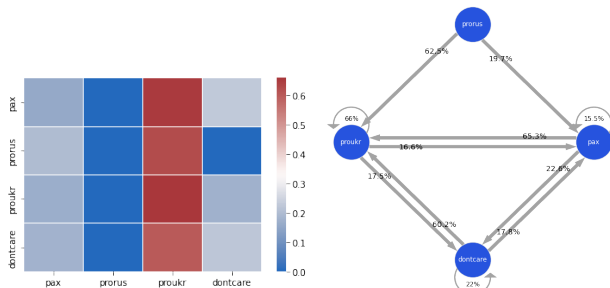 pax
prorus
proukr
dontcare
pax
prorus
proukr
dontcare
0.6
0.5
0.4
0.3
0.2
0.1
0.0
prorus
62.5%
19.7%
66%
15.5%
proukr
pax
65.3%
16.6%
17.5%
22.6%
60.2%
17.8%
dontcare
22%